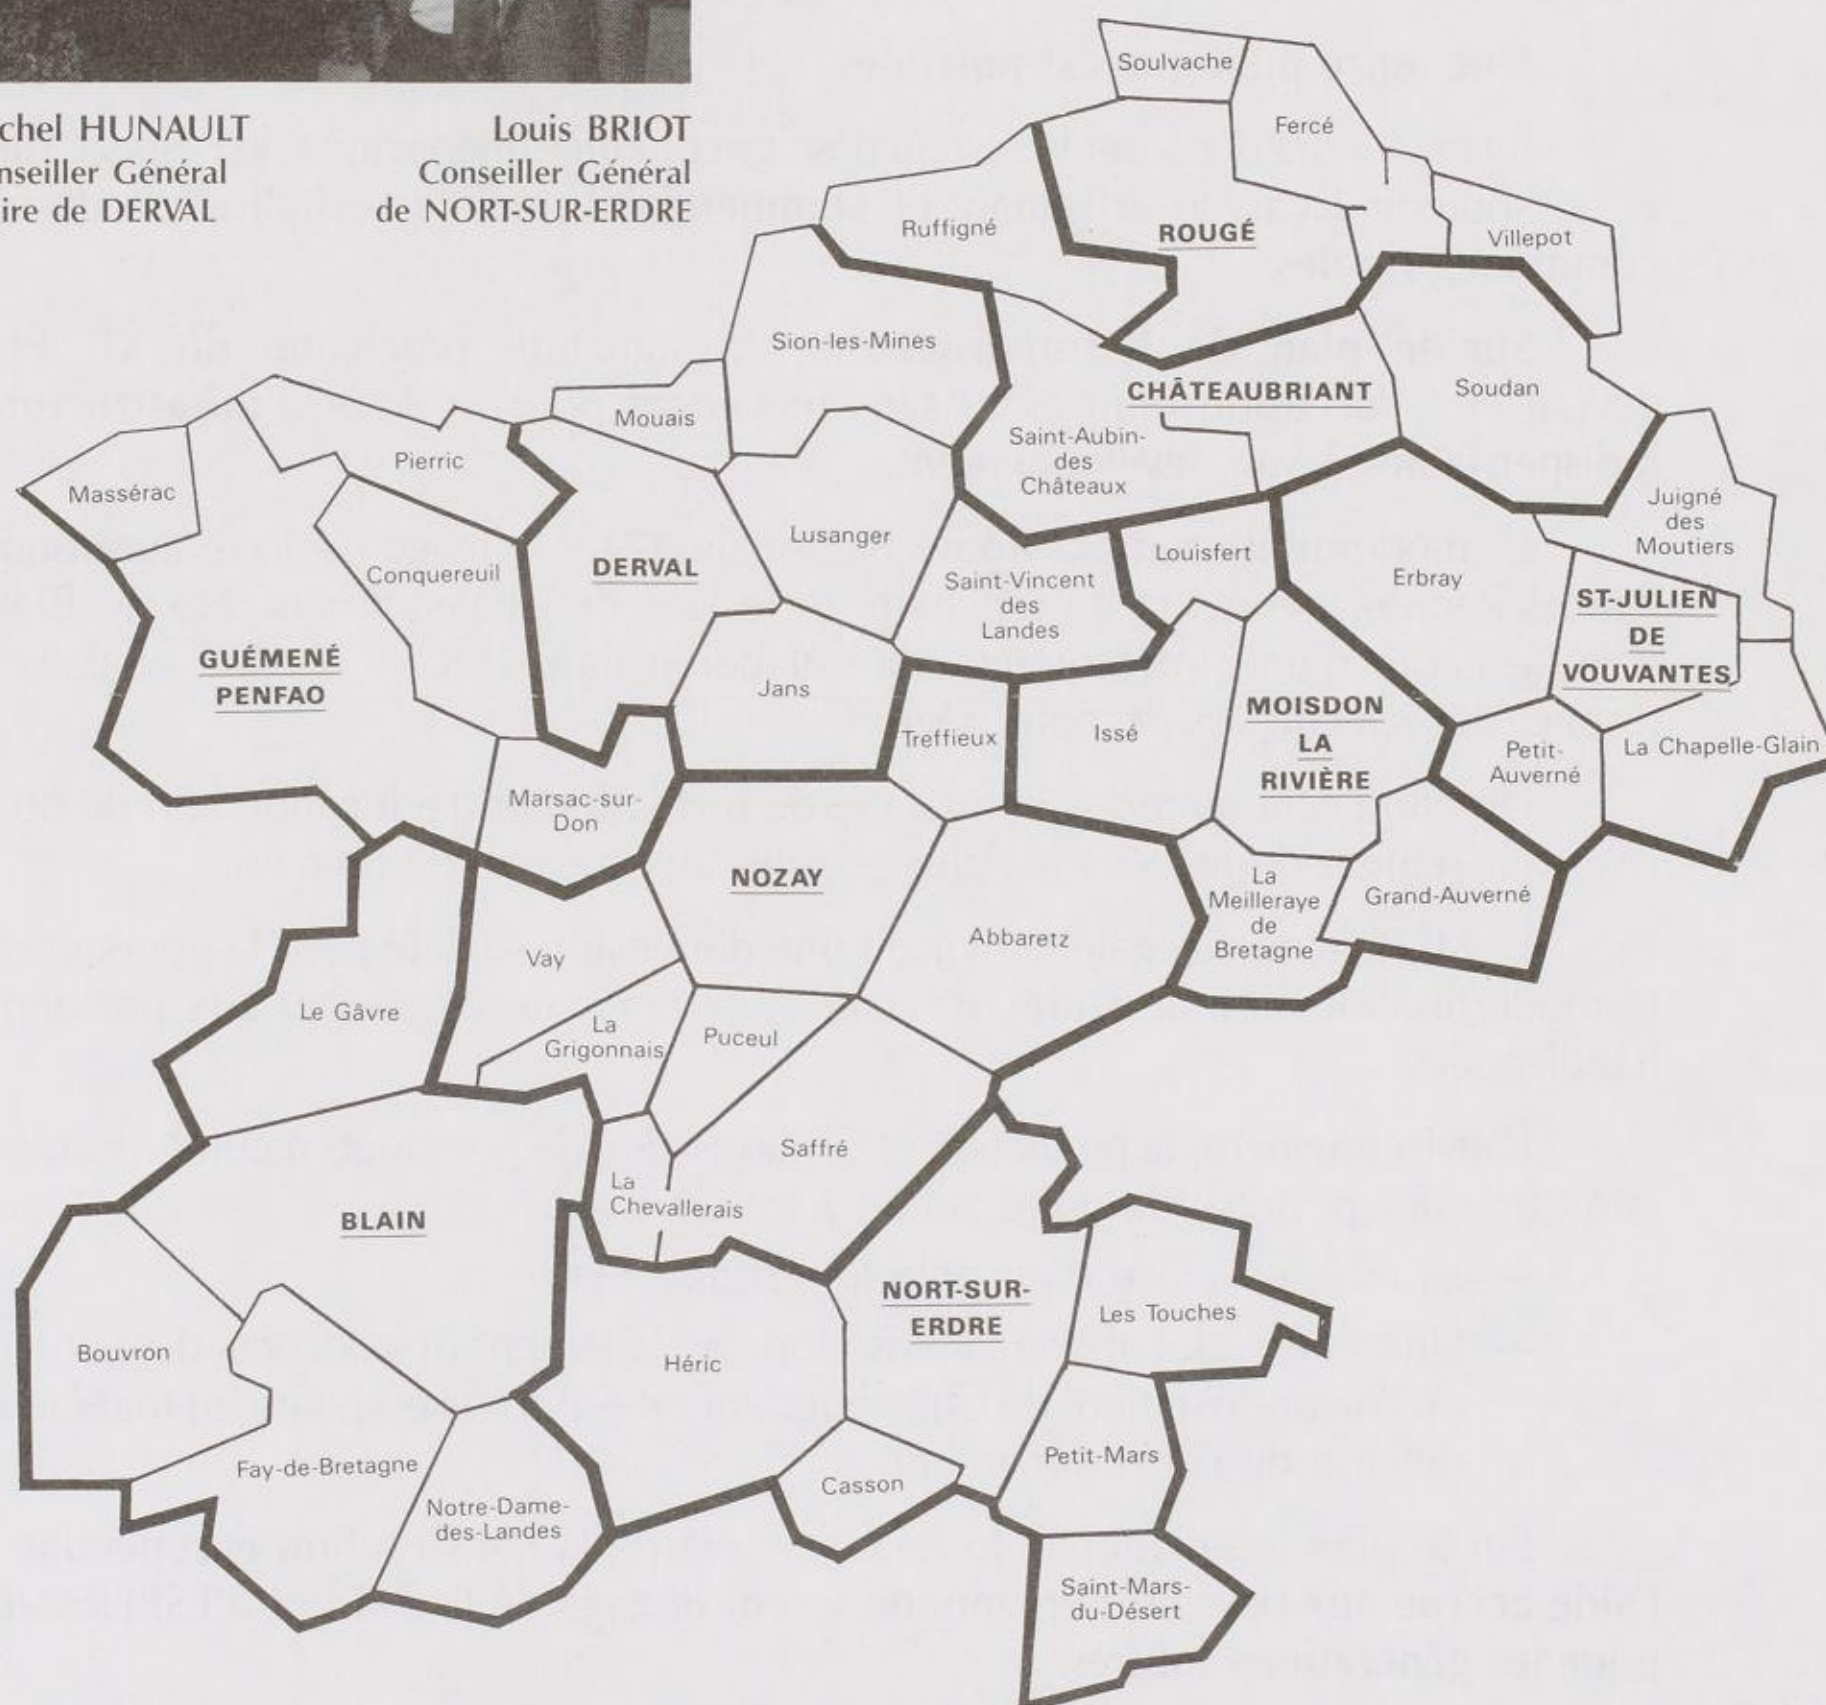 chel HUNAULT
nseiller Général
ire de DERVAL
Louis BRIOT
Conseiller Général
de NORT-SUR-ERDRE
Soulvache
Fercé
Ruffigné
ROUGÉ
Villepot
Sion-les-Mines
CHÂTEAUBRIANT
Soudan
Mouais
Saint-Aubin-
des
Châteaux
Pierric
Massérac
Juigné
des
Moutiers
Lusanger
Louisfert
DERVAL
Conquereuil
Saint-Vincent
des
Landes
Erbray
ST-JULIEN
DE
VOUVANTES
GUÉMENÉ
PENFAO
Jans
Treffieux
Issé
MOISDON
LA
RIVIÈRE
Petit-
Auverné
La Chapelle-Glain
Marsac-sur-
Don
NOZAY
La
Meilleraye
de
Bretagne
Grand-Auverné
Abbaretz
Vay
Le Gâvre
La
Grigonnais
Puceul
Saffré
La
Chevallerais
BLAIN
NORT-SUR-
ERDRE
Les Touches
Bouvron
Héric
Fay-de-Bretagne
Petit-Mars
Casson
Notre-Dame-
des-Landes
Saint-Mars-
du-Désert